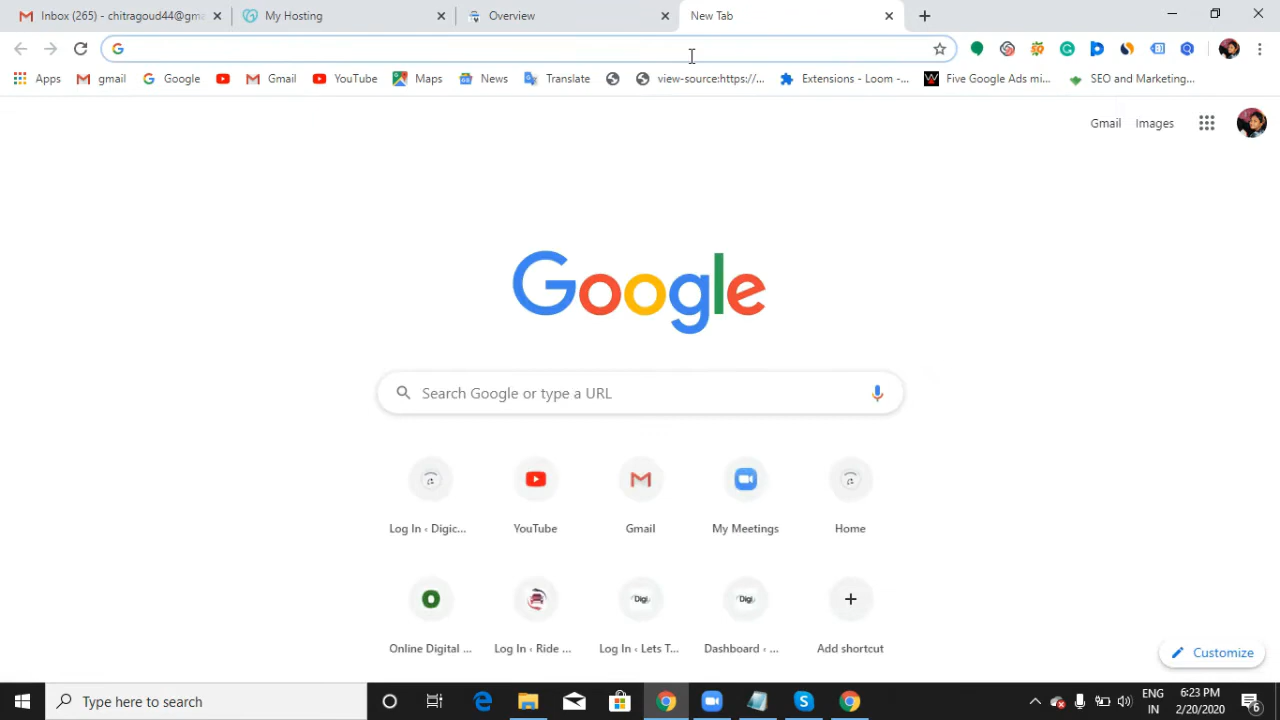 Inbox (265) - chitragoud44@gma
My Hosting
Overview
New Tab
Apps
gmail
Google
Gmail
YouTube
Maps
News
Translate
view-source:https://...
Extensions - Loom -...
Five Google Ads mi...
SEO and Marketing...
Gmail
Images
Google
Search Google or type a URL
Log In ‹ Digic...
YouTube
Gmail
My Meetings
Home
Online Digital ...
Log In ‹ Ride ...
Log In ‹ Lets T...
Dashboard ‹ ...
Add shortcut
Customize
Type here to search
ENG
IN
6:23 PM
2/20/2020
6